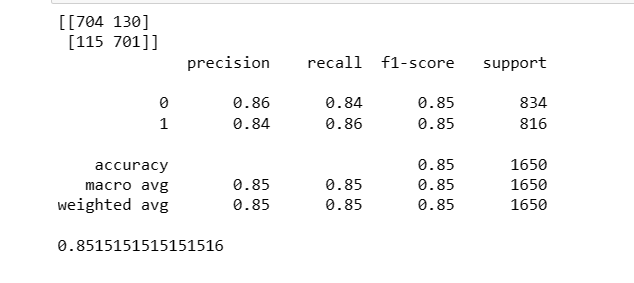 [[704 130]
[115 701]]
precision recall f1-score support
0 0.86 0.84 0.85 834
1 0.84 0.86 0.85 816
accuracy 0.85 1650
macro avg 0.85 0.85 0.85 1650
weighted avg 0.85 0.85 0.85 1650
0.8515151515151516